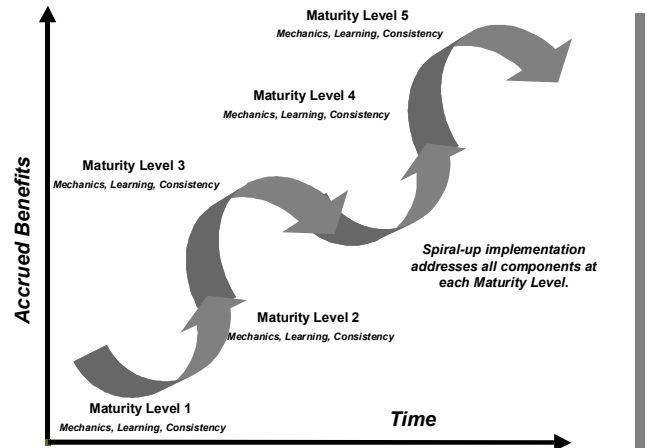 Maturity Level 5
Mechanics, Learning, Consistency
Maturity Level 4
Mechanics, Learning, Consistency
Maturity Level 3
Mechanics, Learning, Consistency
Accrued Benefits
Spiral-up implementation
addresses all components at
each Maturity Level.
Maturity Level 2
Mechanics, Learning, Consistency
Maturity Level 1
Mechanics, Learning, Consistency
Time